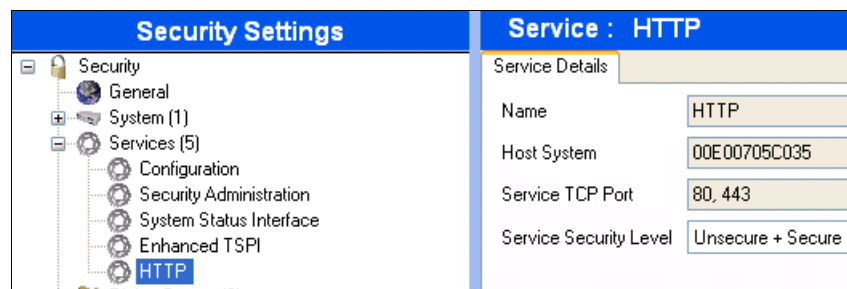 Security Settings
Security
General
System (1)
Services (5)
Configuration
Security Administration
System Status Interface
Enhanced TSPI
HTTP
Service : HTTP
Service Details
Name HTTP
Host System 00E00705C035
Service TCP Port 80, 443
Service Security Level Unsecure + Secure